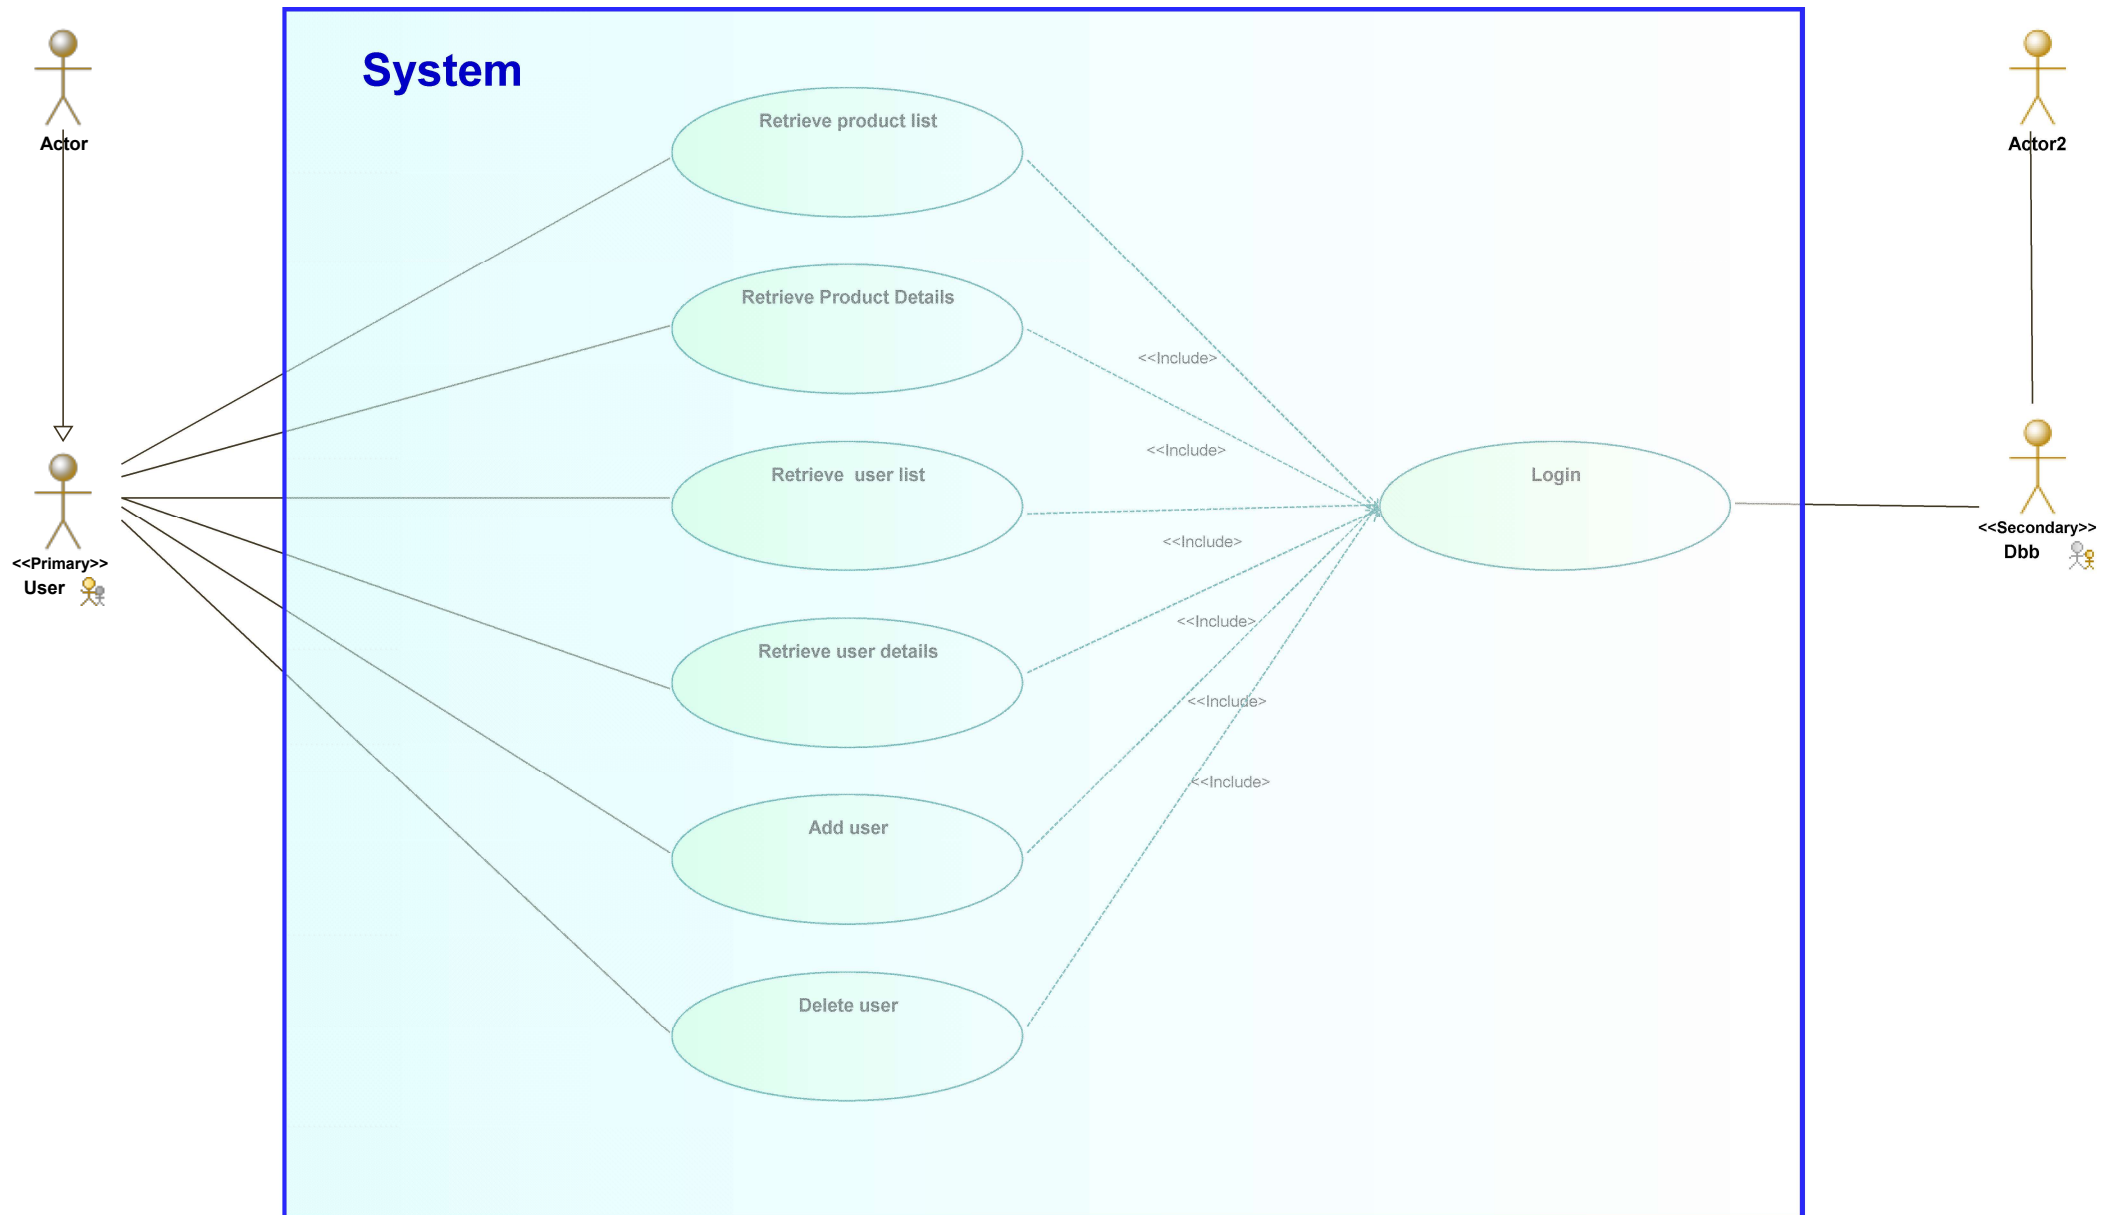 System
Actor
Actor2
Retrieve product list
Retrieve Product Details
<<Include>
<<Include>
Retrieve  user list
Login
<<Secondary>>
Dbb
<<Include>
<<Primary>>
User
<<Include>
Retrieve user details
<<Include>
<<Include>
Add user
Delete user